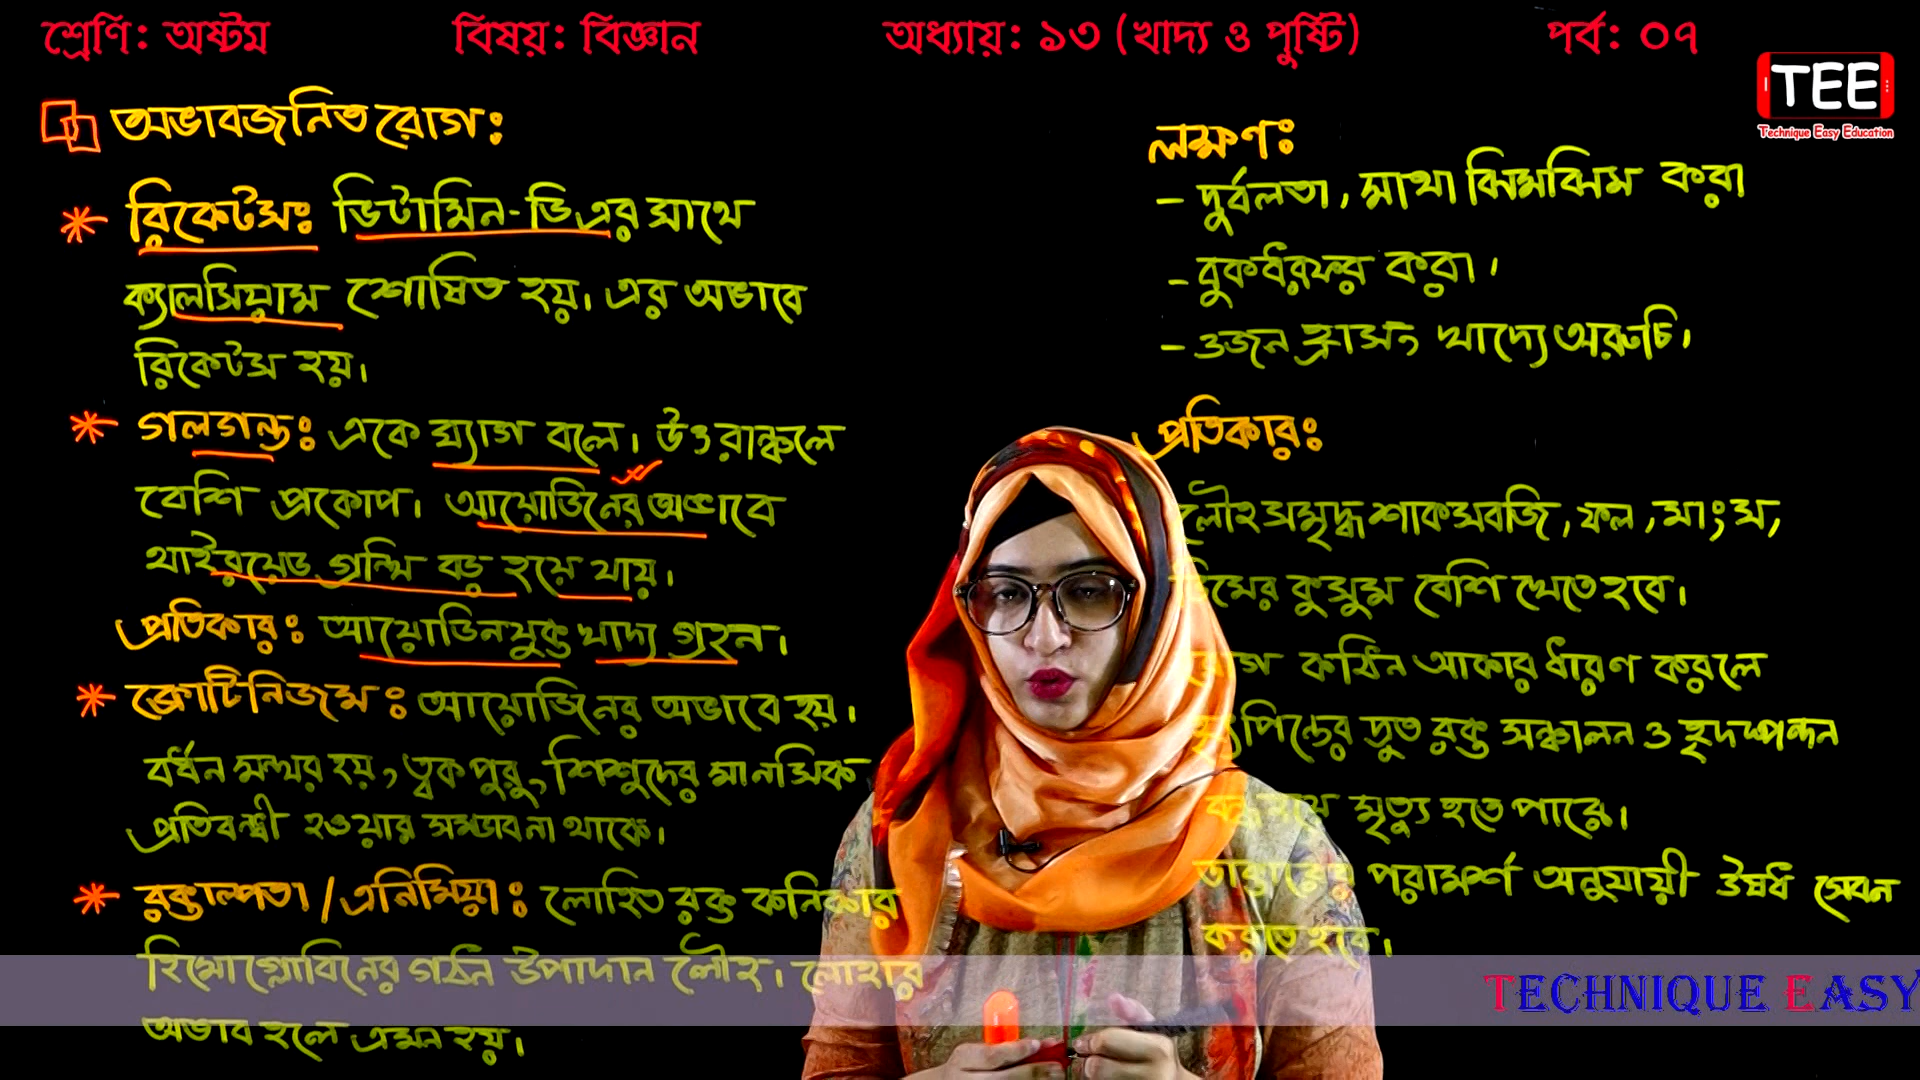 শ্রেণি: অষ্টম বিষয়: বিজ্ঞান অধ্যায়: ১৩ (খাদ্য ও পুষ্টি) পর্ব: ০৭
TEE
Technique Easy Education
অভাবজনিত রোগঃ
* রিকেটসঃ ভিটামিন-ডি এর সাথে
ক্যালসিয়াম শোষিত হয়। এর অভাবে
রিকেটস হয়।
* গলগন্ডঃ একে ঘ্যাগ বলে। উত্তরাঞ্চলে
বেশি প্রকোপ। আয়োডিনের অভাবে
থাইরয়েড গ্রন্থি বড় হয়ে যায়।
প্রতিকারঃ আয়োডিনযুক্ত খাদ্য গ্রহন।
* ক্রোটিনিজমঃ আয়োডিনের অভাবে হয়।
বর্ধন মন্থর হয়, ত্বক পুরু, শিশুদের মানসিক
প্রতিবন্ধী হওয়ার সম্ভাবনা থাকে।
* রক্তাল্পতা/এনিমিয়াঃ লোহিত রক্ত কনিকার
হিমোগ্লোবিনের গঠন উপাদান লৌহ। লোহার
অভাব হলে এমন হয়।
লক্ষণঃ
- দুর্বলতা, মাথা ঝিমঝিম করা
- বুক ধরফর করা।
- ওজন হ্রাস ও খাদ্যে অরুচি।
প্রতিকারঃ
লৌহ সমৃদ্ধ শাকসবজি, ফল, মাংস,
ডিমের কুসুম বেশি খেতে হবে।
রোগ কঠিন আকার ধারণ করলে
হৃৎপিন্ডের দ্রুত রক্ত সঞ্চালন ও হৃদস্পন্দন
মৃত্যু হতে পারে।
ডাক্তারের পরামর্শ অনুযায়ী ঔষধ সেবন
করতে হবে।
TECHNIQUE EASY